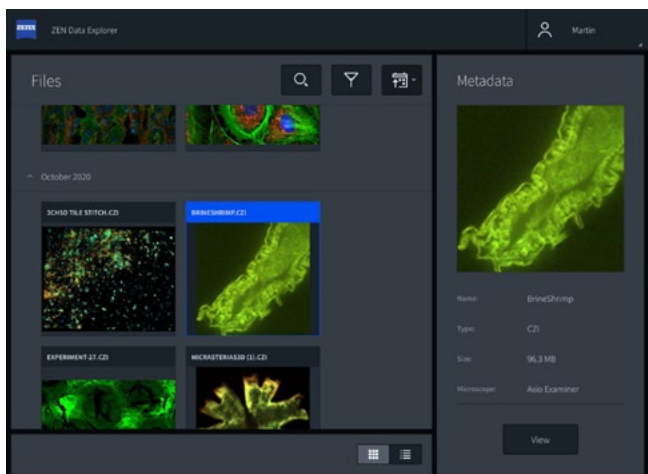 ZEISS
ZEN Data Explorer
Martin
Files
Metadata
October 2020
3CHSD TILE STITCH.CZI
BRINESHRIMP.CZI
EXPERIMENT-27.CZI
MICRASTERIAS3D (1).CZI
Name: BrineShrimp
Type: CZI
Size: 96.3 MB
Microscope: Axio Examiner
View